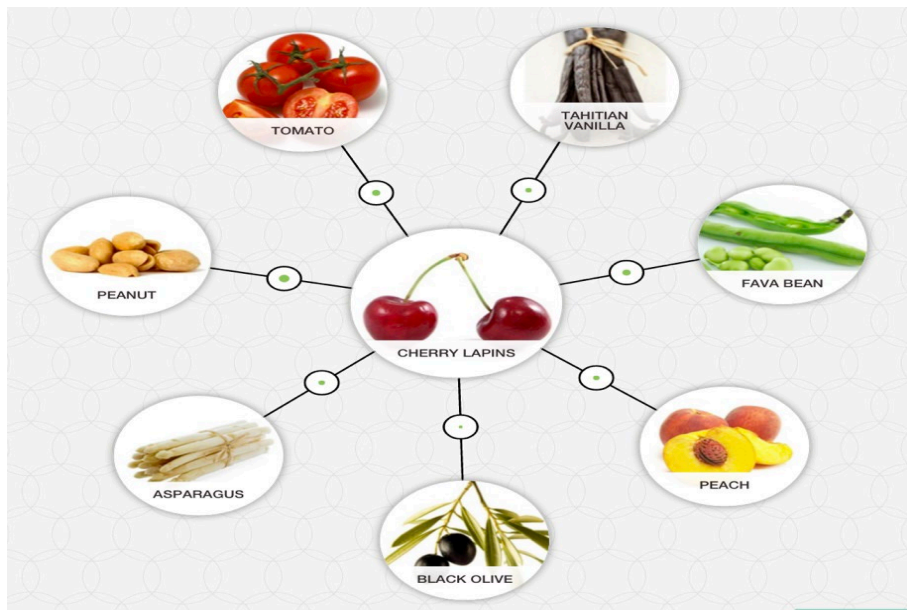 TOMATO
TAHITIAN
VANILLA
PEANUT
FAVA BEAN
CHERRY LAPINS
ASPARAGUS
PEACH
BLACK OLIVE